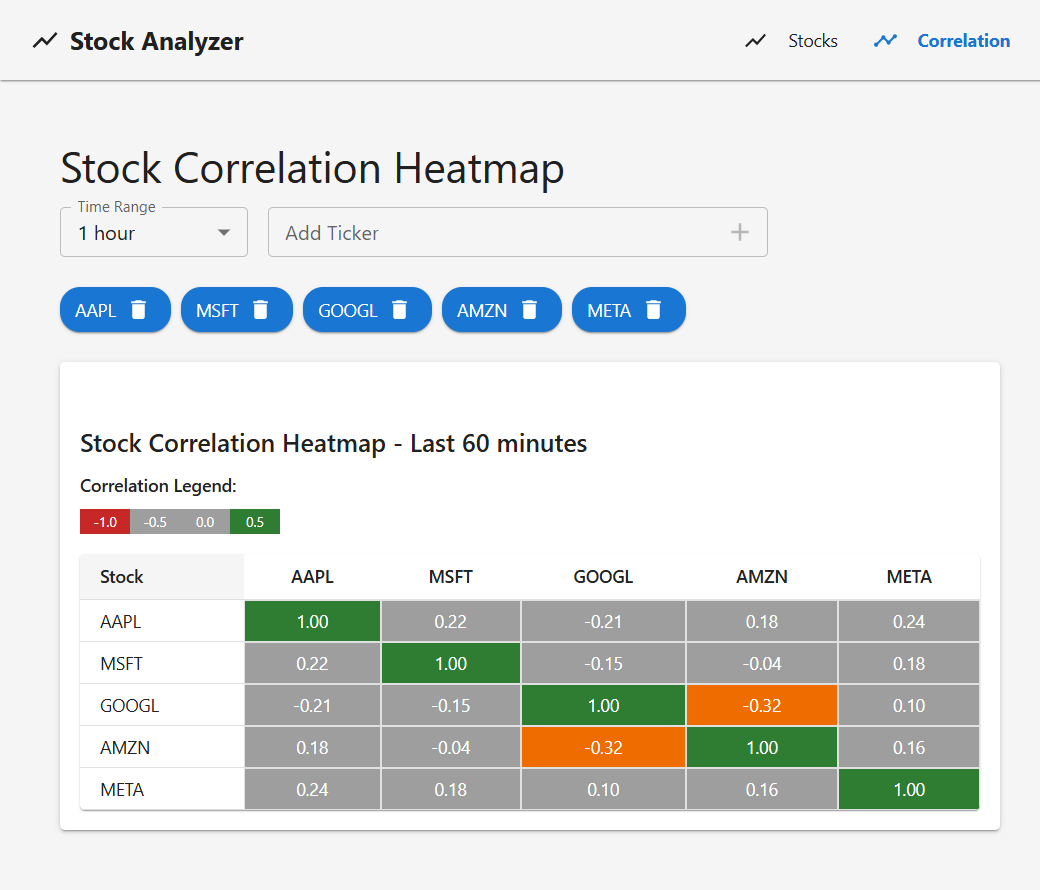 Stock Analyzer Stocks Correlation
Stock Correlation Heatmap
Time Range
1 hour Add Ticker
AAPL MSFT GOOGL AMZN META
Stock Correlation Heatmap - Last 60 minutes
Correlation Legend:
-1.0 -0.5 0.0 0.5
Stock AAPL MSFT GOOGL AMZN META
AAPL 1.00 0.22 -0.21 0.18 0.24
MSFT 0.22 1.00 -0.15 -0.04 0.18
GOOGL -0.21 -0.15 1.00 -0.32 0.10
AMZN 0.18 -0.04 -0.32 1.00 0.16
META 0.24 0.18 0.10 0.16 1.00